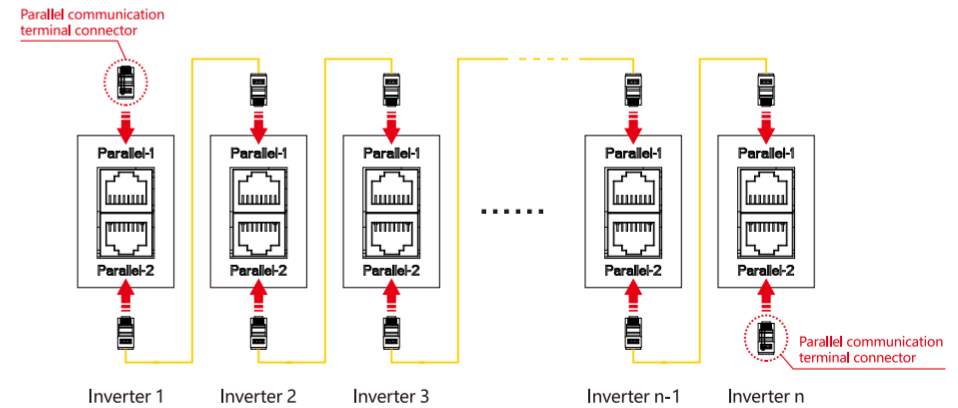 Parallel communication
terminal connector
Parallel-1 Parallel-1 Parallel-1 Parallel-1 Parallel-1
......
Parallel-2 Parallel-2 Parallel-2 Parallel-2 Parallel-2
Parallel communication
terminal connector
Inverter 1 Inverter 2 Inverter 3 Inverter n-1 Inverter n